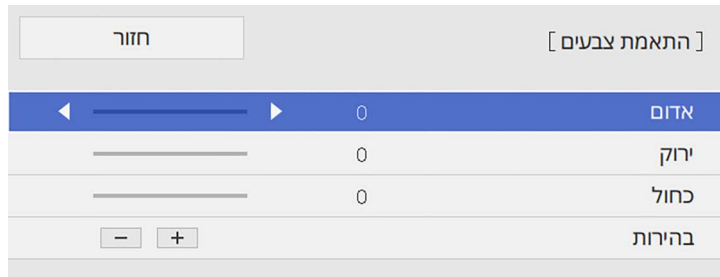 [התאמת צבעים]
חזור
אדום 0
ירוק 0
כחול 0
בהירות + −